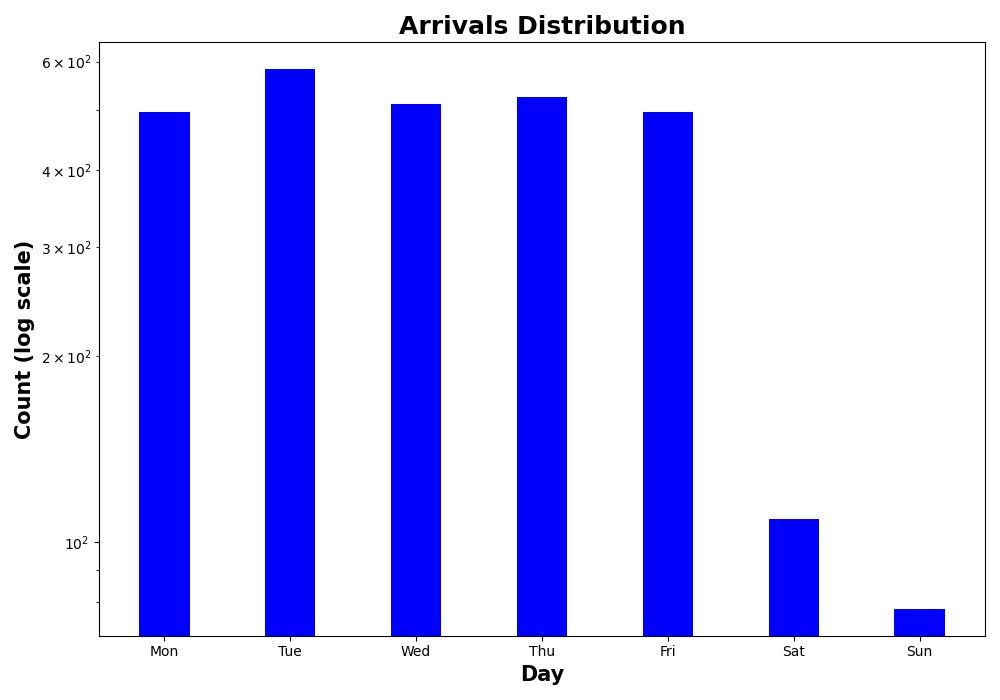 Arrivals Distribution
Count (log scale)
6 × 10²
4 × 10²
3 × 10²
2 × 10²
10²
Mon Tue Wed Thu Fri Sat Sun
Day